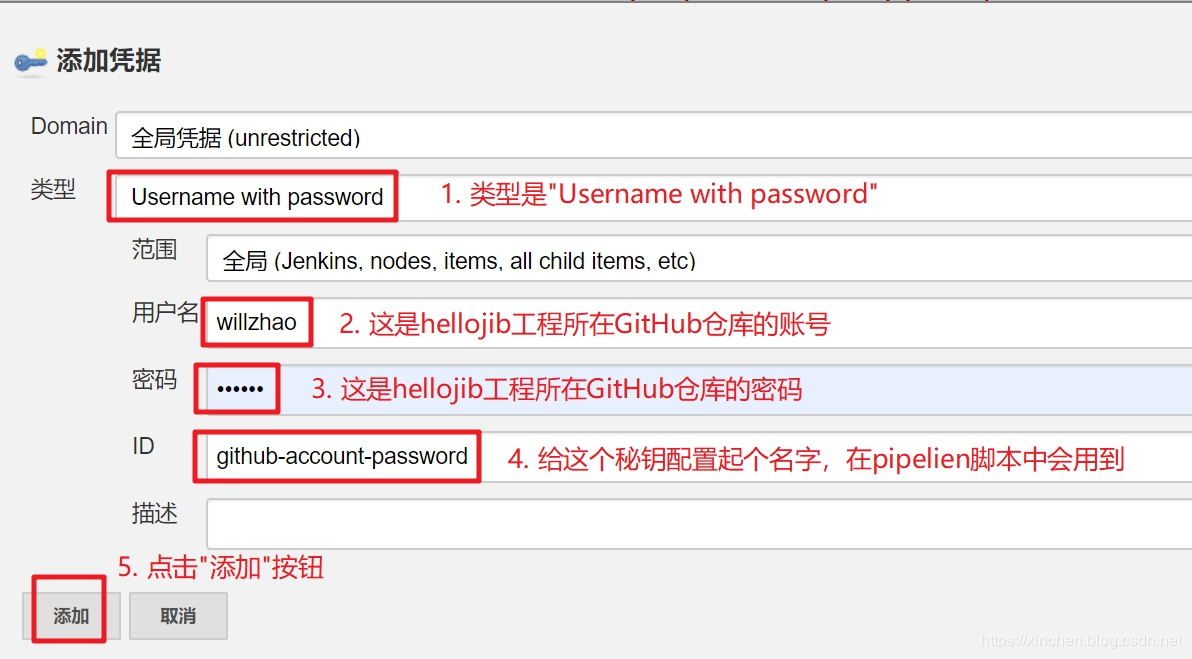 添加凭据
Domain 全局凭据 (unrestricted)
类型 Username with password 1. 类型是"Username with password"
范围 全局 (Jenkins, nodes, items, all child items, etc)
用户名 willzhao 2. 这是hellojib工程所在GitHub仓库的账号
密码 •••••• 3. 这是hellojib工程所在GitHub仓库的密码
ID github-account-password 4. 给这个秘钥配置起个名字，在pipelien脚本中会用到
描述
5. 点击"添加"按钮
添加 取消
https://xinchen.blog.csdn.net